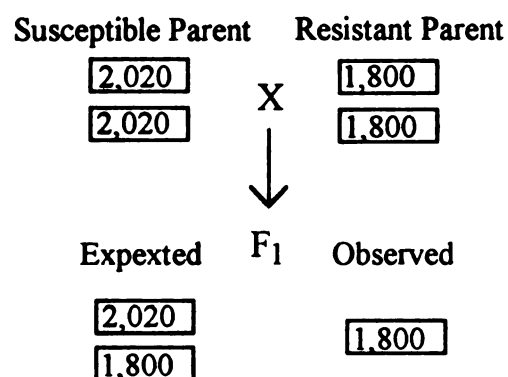 Susceptible Parent Resistant Parent
2,020 1,800
X
2,020 1,800
Expexted F1 Observed
2,020
1,800
1,800